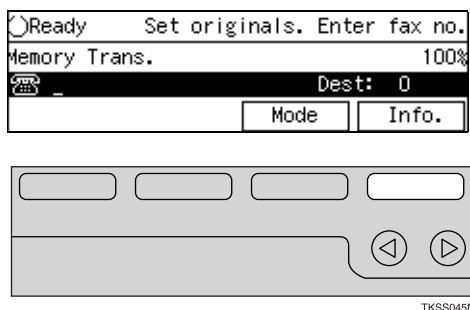 Ready Set originals. Enter fax no.
Memory Trans. 100%
_ Dest: 0
Mode Info.
TKSS045N